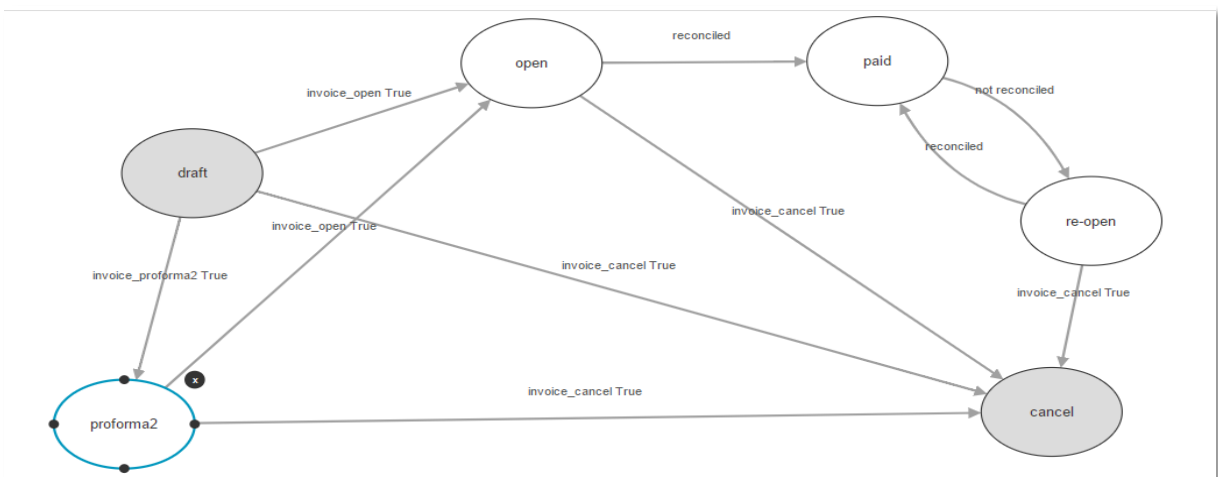 reconciled
open
paid
invoice_open True
not reconciled
reconciled
draft
invoice_cancel True
re-open
invoice_open True
invoice_cancel True
invoice_proforma2 True
invoice_cancel True
x
invoice_cancel True
cancel
proforma2